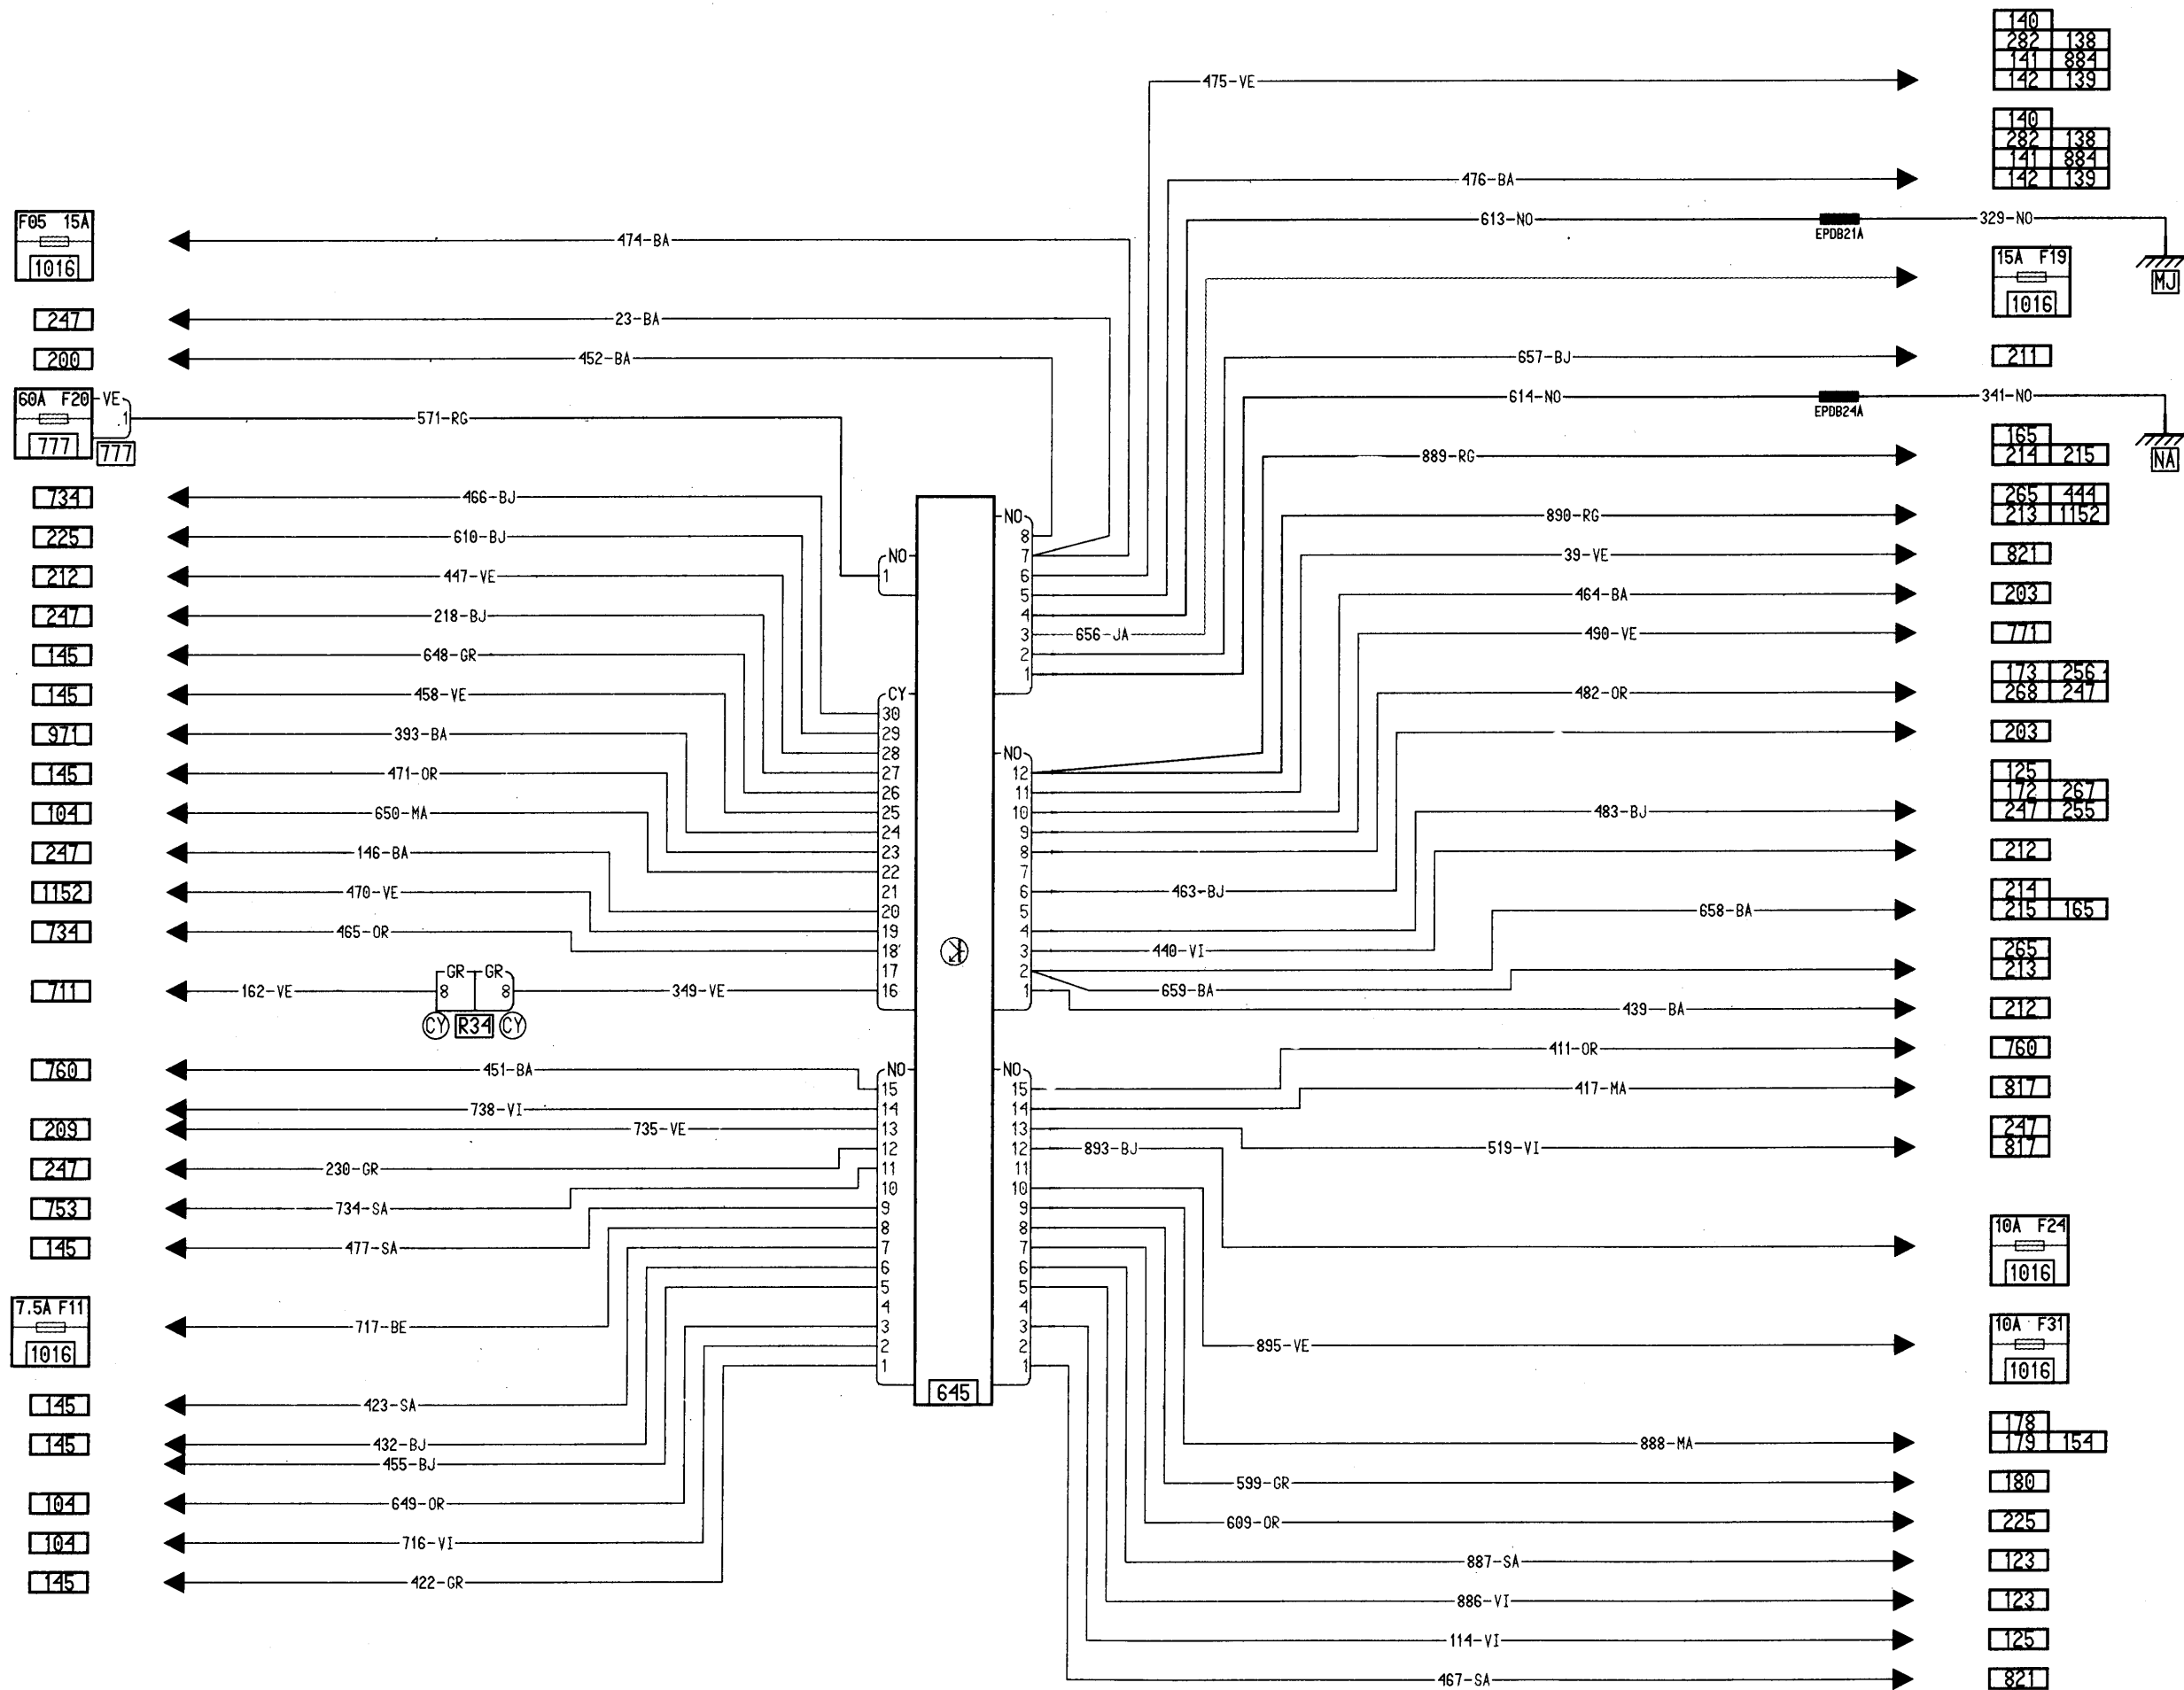 140
282 138
141 884
142 139
475-VE
140
282 138
141 884
142 139
476-BA
F05 15A
1016
474-BA
613-NO
EPDB21A
329-NO
MJ
15A F19
1016
247
23-BA
200
452-BA
657-BJ
211
60A F20
777
VE
1
777
571-RG
614-NO
EPDB24A
341-NO
NA
889-RG
165
214 215
734
466-BJ
890-RG
265 444
213 1152
225
610-BJ
39-VE
821
212
447-VE
464-BA
203
247
218-BJ
490-VE
771
145
648-GR
145
458-VE
482-OR
173 256
268 247
971
393-BA
203
145
471-OR
104
650-MA
483-BJ
125
172 267
247 255
247
146-BA
212
1152
470-VE
463-BJ
734
465-OR
658-BA
214
215 165
440-VI
711
162-VE
GR GR
8 8
CY R34 CY
349-VE
659-BA
265
213
439-BA
212
NO
1
NO
8
7
6
5
4
3
656-JA
2
1
CY
30
29
28
27
26
25
24
23
22
21
20
19
18
17
16
NO
12
11
10
9
8
7
6
5
4
3
2
1
411-OR
760
760
451-BA
417-MA
817
738-VI
209
735-VE
519-VI
247
817
247
230-GR
893-BJ
753
734-SA
145
477-SA
10A F24
1016
7.5A F11
1016
717-BE
895-VE
10A F31
1016
NO
15
14
13
12
11
10
9
8
7
6
5
4
3
2
1
NO
15
14
13
12
11
10
9
8
7
6
5
4
3
2
1
645
145
423-SA
145
432-BJ
455-BJ
888-MA
178
179 154
104
649-OR
599-GR
180
104
716-VI
609-OR
225
145
422-GR
887-SA
123
886-VI
123
114-VI
125
467-SA
821